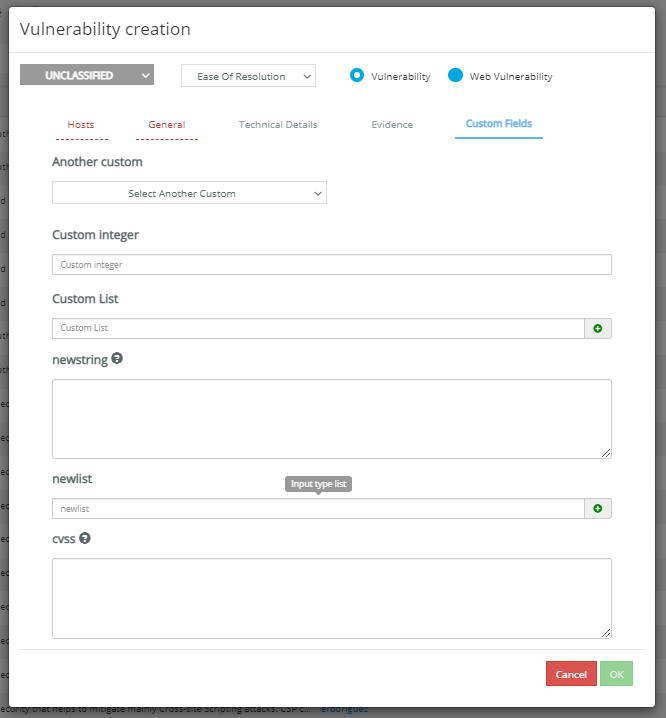 Vulnerability creation
UNCLASSIFIED
Ease Of Resolution
Vulnerability
Web Vulnerability
Hosts
General
Technical Details
Evidence
Custom Fields
Another custom
Select Another Custom
Custom integer
Custom integer
Custom List
Custom List
newstring
newlist
Input type list
newlist
cvss
Cancel
OK
ecurity that helps to mitigate mainly Cross-site Scripting attacks. CSP c...
erodriguez